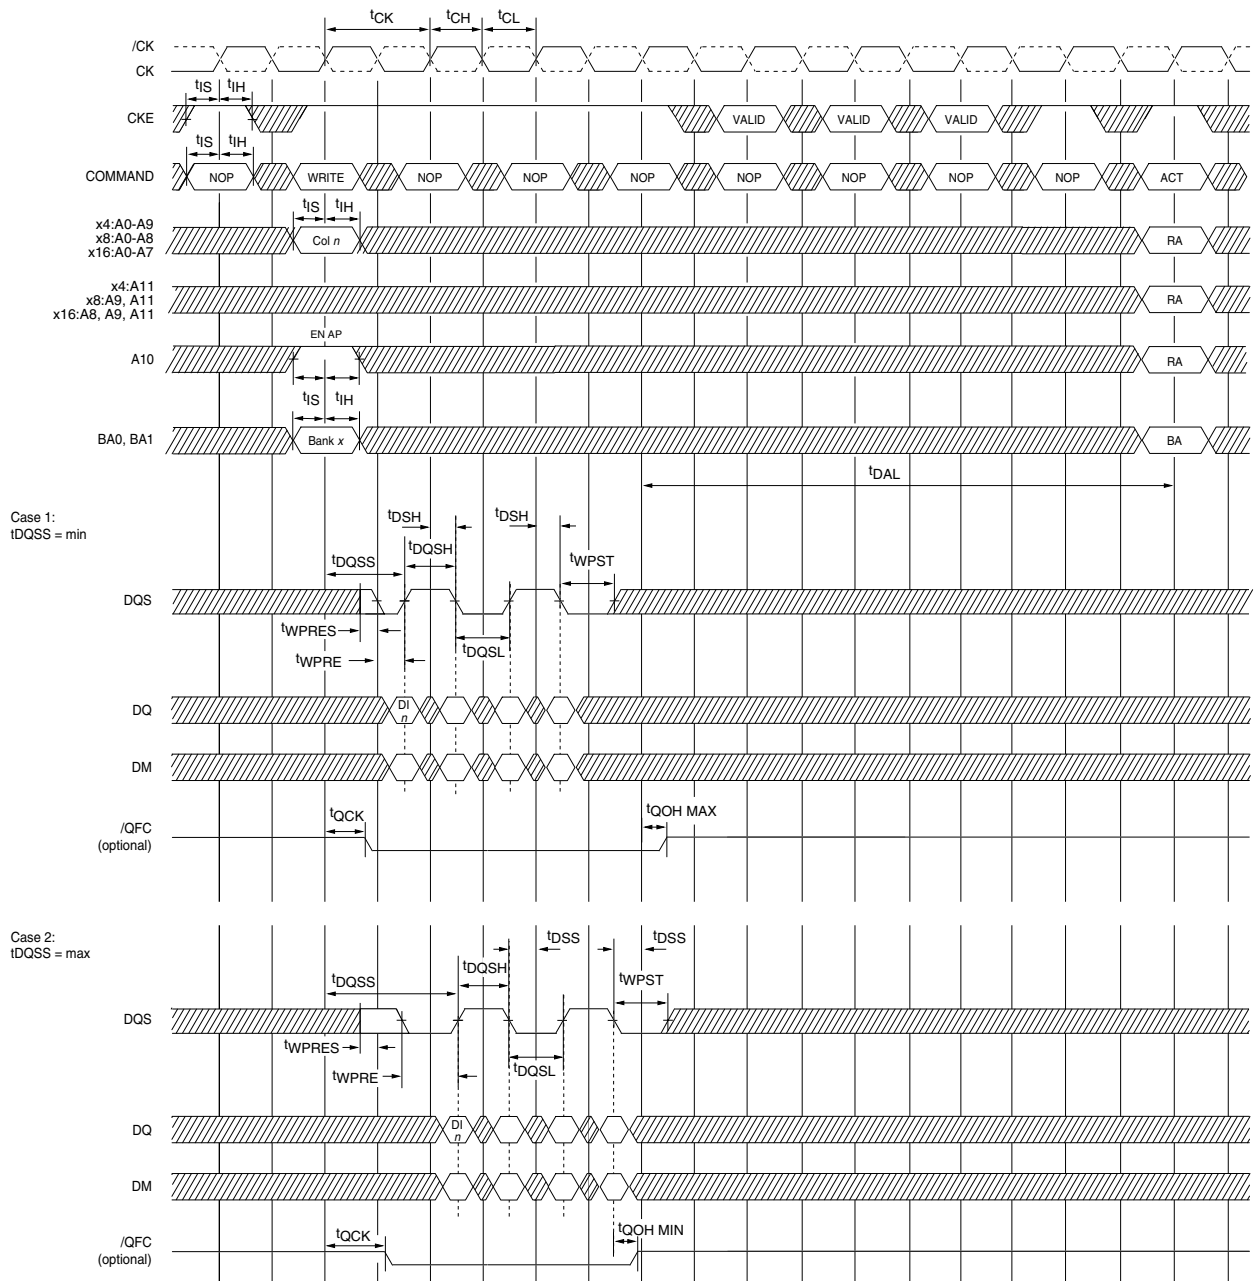 tCK tCH tCL
/CK
CK
tIS tIH
CKE VALID VALID VALID
tIS tIH
COMMAND NOP WRITE NOP NOP NOP NOP NOP NOP NOP ACT
tIS tIH
x4:A0-A9
x8:A0-A8
x16:A0-A7
Col n RA
x4:A11
x8:A9, A11
x16:A8, A9, A11
RA
EN AP
A10 RA
tIS tIH
BA0, BA1 Bank x BA
tDAL
Case 1:
tDQSS = min
tDSH tDSH
tDQSH
tDQSS tWPST
DQS
tWPRES
tDQSL
tWPRE
DQ DI n
DM
tQCK tQOH MAX
/QFC
(optional)
Case 2:
tDQSS = max
tDSS tDSS
tDQSH
tDQSS tWPST
DQS
tWPRES
tWPRE tDQSL
DQ DI n
DM
tQCK tQOH MIN
/QFC
(optional)